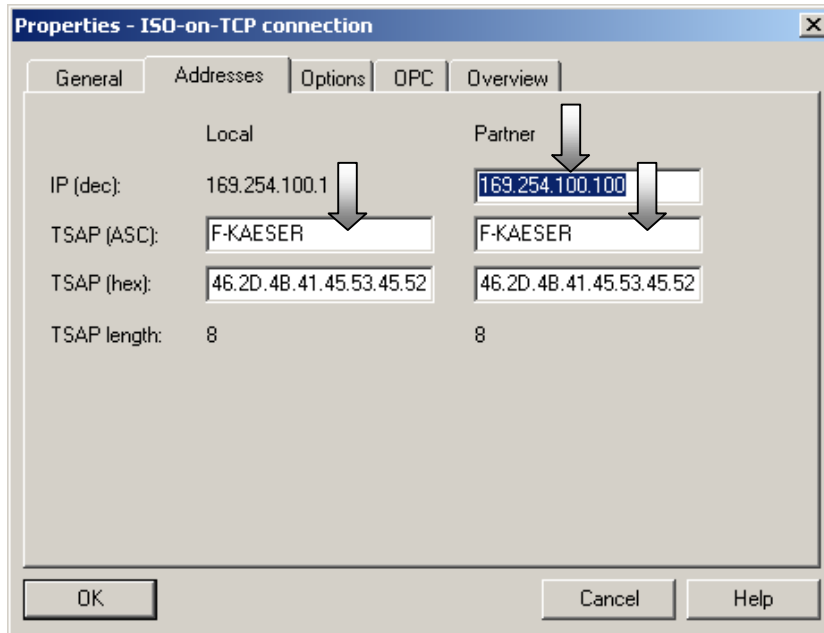 Properties - ISO-on-TCP connection
General Addresses Options OPC Overview
Local Partner
IP (dec): 169.254.100.1 169.254.100.100
TSAP (ASC): F-KAESER F-KAESER
TSAP (hex): 46.2D.4B.41.45.53.45.52 46.2D.4B.41.45.53.45.52
TSAP length: 8 8
OK Cancel Help